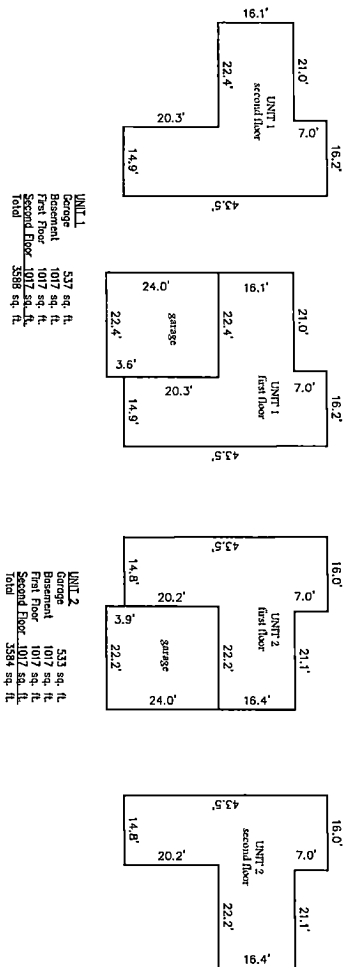 16.1'
21.0'
22.4'
UNIT 1
second floor
7.0'
16.2'
20.3'
14.9'
43.5'
UNIT 1
Garage 537 sq. ft.
Basement 1017 sq. ft.
First Floor 1017 sq. ft.
Second Floor 1017 sq. ft.
Total 3588 sq. ft.
24.0'
16.1'
21.0'
garage
22.4'
22.4'
UNIT 1
first floor
7.0'
16.2'
3.6'
20.3'
14.9'
43.5'
43.5'
16.0'
14.8'
UNIT 2
first floor
7.0'
20.2'
3.9'
21.1'
22.2'
garage
22.2'
24.0'
16.4'
UNIT 2
Garage 533 sq. ft.
Basement 1017 sq. ft.
First Floor 1017 sq. ft.
Second Floor 1017 sq. ft.
Total 3584 sq. ft.
43.5'
16.0'
14.8'
UNIT 2
second floor
7.0'
20.2'
21.1'
22.2'
16.4'